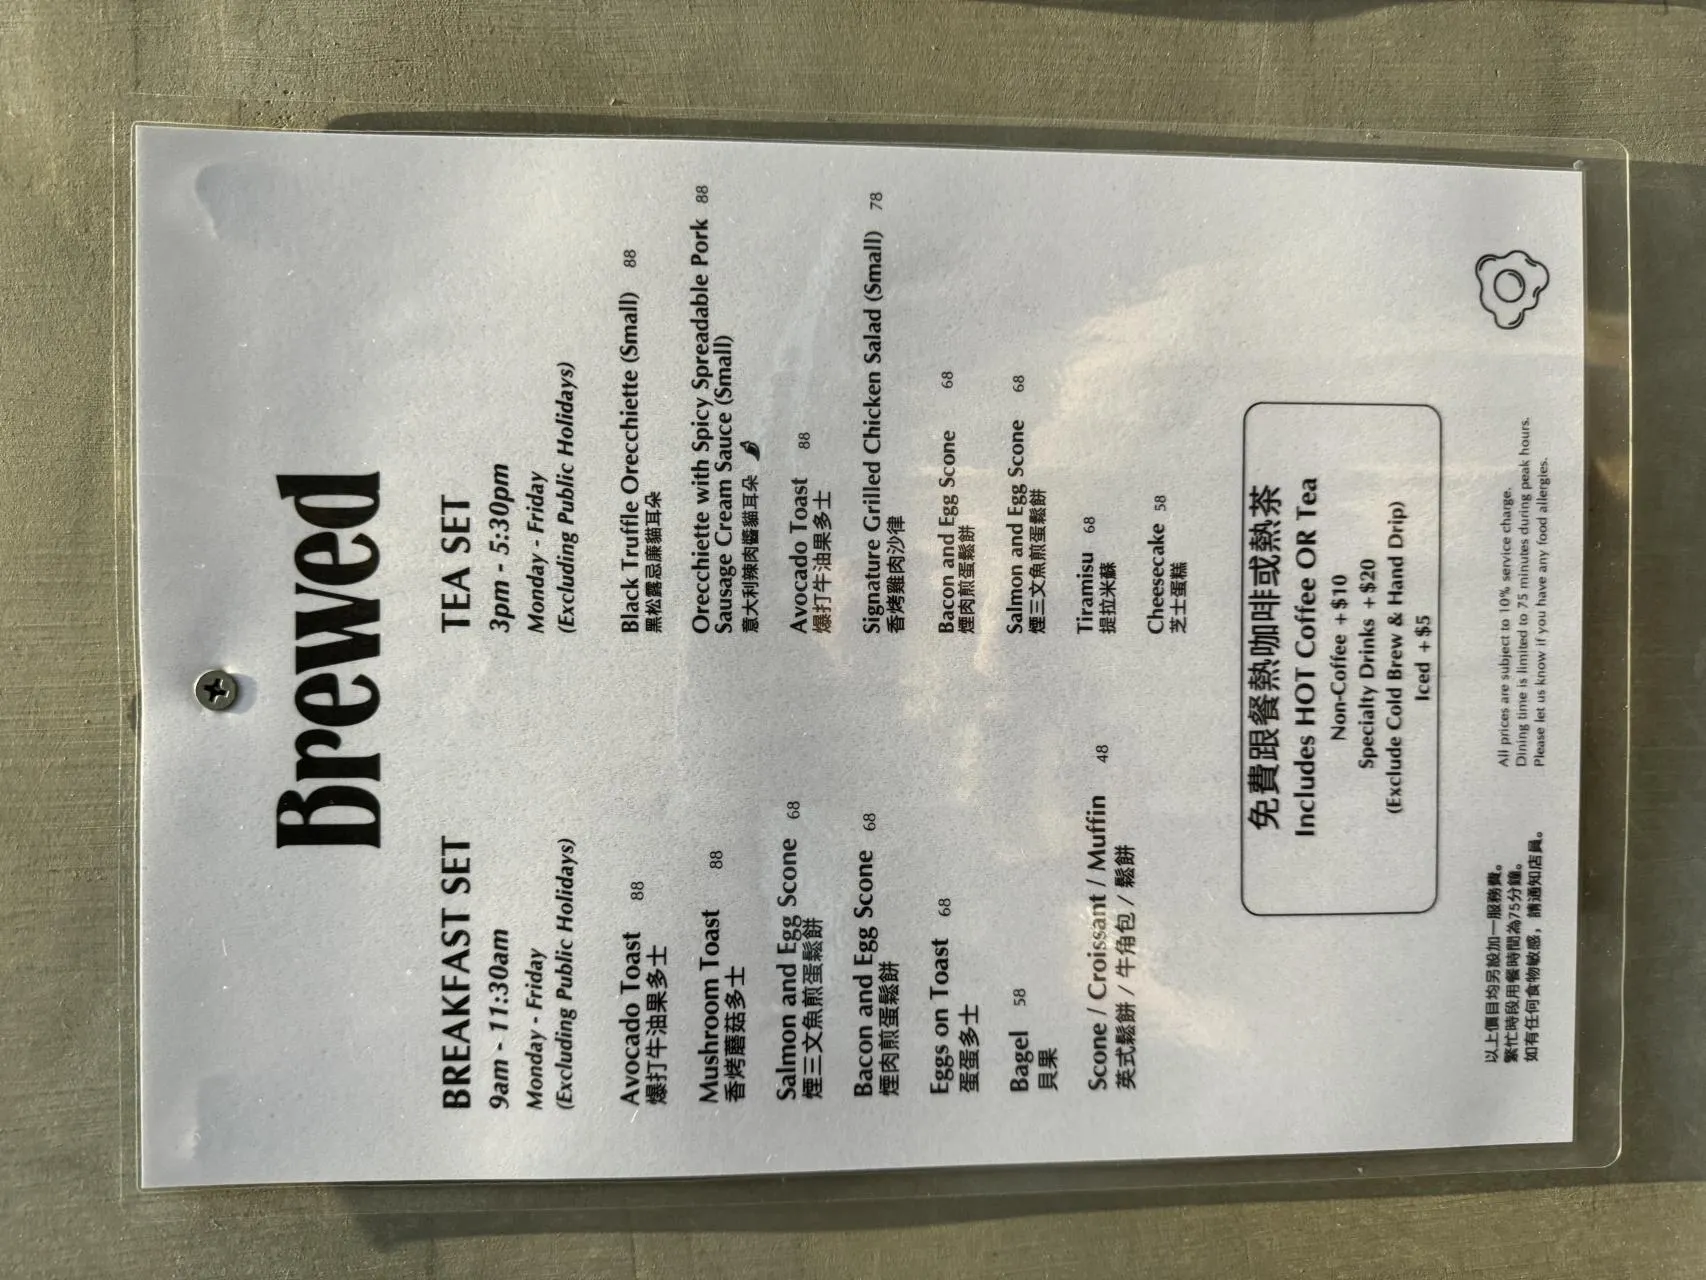 Brewed
BREAKFAST SET
9am - 11:30am
Monday - Friday
(Excluding Public Holidays)
Avocado Toast 88
爆打牛油果多士
Mushroom Toast 88
香烤蘑菇多士
Salmon and Egg Scone 68
煙三文魚煎蛋鬆餅
Bacon and Egg Scone 68
煙肉煎蛋鬆餅
Eggs on Toast 68
蛋蛋多士
Bagel 58
貝果
Scone / Croissant / Muffin 48
英式鬆餅 / 牛角包 / 鬆餅
TEA SET
3pm - 5:30pm
Monday - Friday
(Excluding Public Holidays)
Black Truffle Orecchiette (Small) 88
黑松露忌廉貓耳朵
Orecchiette with Spicy Spreadable Pork 88
Sausage Cream Sauce (Small)
意大利辣肉醬貓耳朵
Avocado Toast 88
爆打牛油果多士
Signature Grilled Chicken Salad (Small) 78
香烤雞肉沙律
Bacon and Egg Scone 68
煙肉煎蛋鬆餅
Salmon and Egg Scone 68
煙三文魚煎蛋鬆餅
Tiramisu 68
提拉米蘇
Cheesecake 58
芝士蛋糕
免費跟餐熱咖啡或熱茶
Includes HOT Coffee OR Tea
Non-Coffee +$10
Specialty Drinks +$20
(Exclude Cold Brew & Hand Drip)
Iced +$5
以上價目均另設加一服務費。
繁忙時段用餐時間為75分鐘。
如有任何食物敏感，請通知店員。
All prices are subject to 10% service charge.
Dining time is limited to 75 minutes during peak hours.
Please let us know if you have any food allergies.